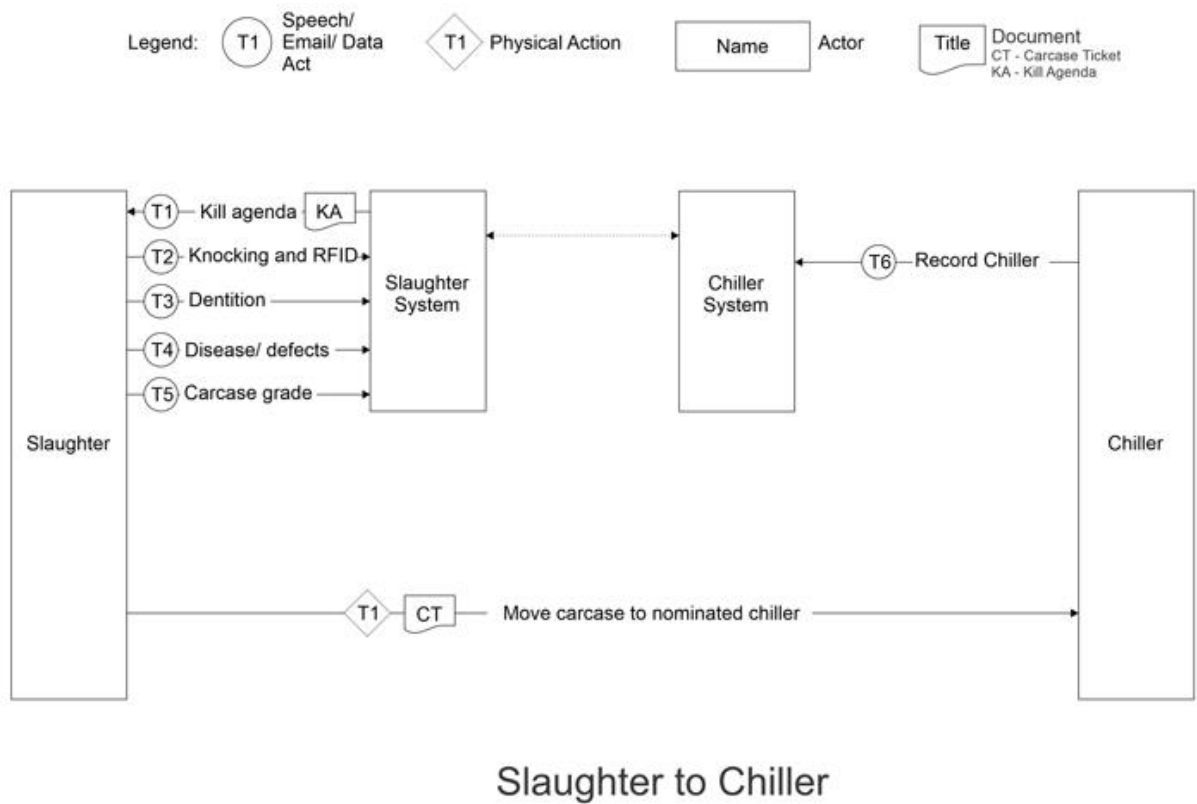 Legend:
T1
Speech/
Email/ Data
Act
T1
Physical Action
Name
Actor
Title
Document
CT - Carcase Ticket
KA - Kill Agenda
T1 Kill agenda KA
T2 Knocking and RFID
T3 Dentition
T4 Disease/ defects
T5 Carcase grade
Slaughter
System
Chiller
System
T6 Record Chiller
Slaughter
Chiller
T1 CT Move carcase to nominated chiller
Slaughter to Chiller